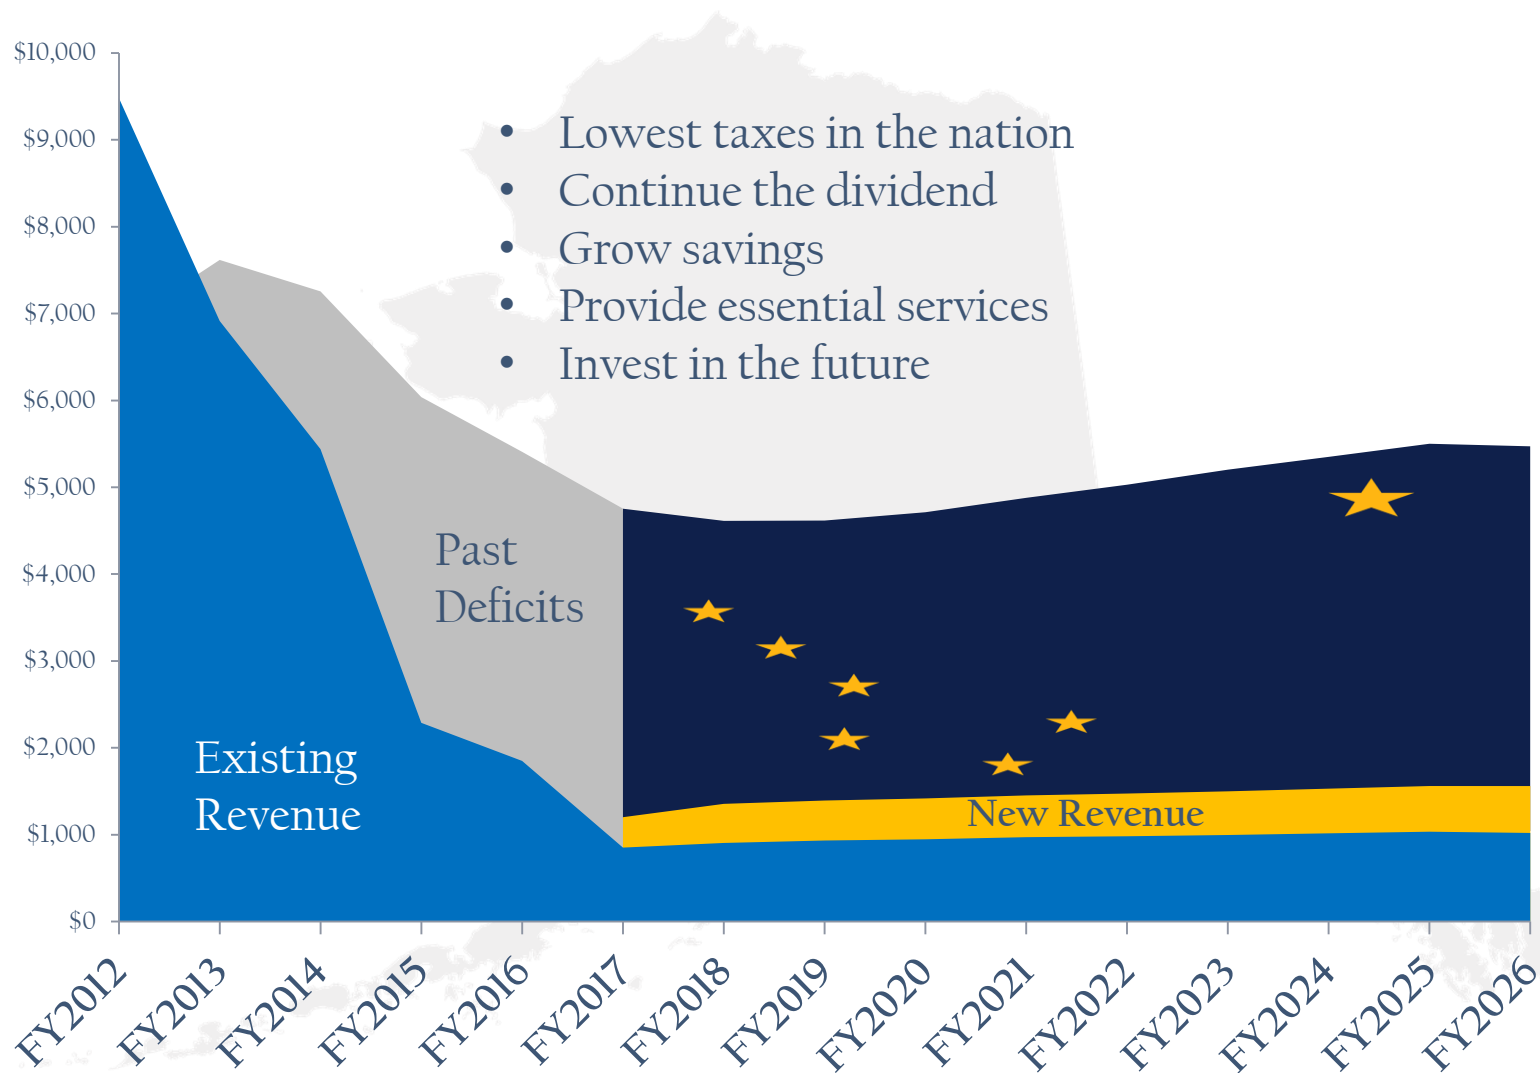 $10,000
$9,000
$8,000
$7,000
$6,000
$5,000
$4,000
$3,000
$2,000
$1,000
$0
• Lowest taxes in the nation
• Continue the dividend
• Grow savings
• Provide essential services
• Invest in the future
Past
Deficits
Existing
Revenue
New Revenue
FY2012
FY2013
FY2014
FY2015
FY2016
FY2017
FY2018
FY2019
FY2020
FY2021
FY2022
FY2023
FY2024
FY2025
FY2026